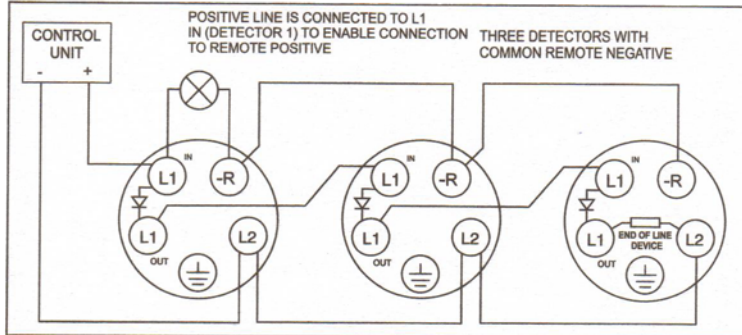 POSITIVE LINE IS CONNECTED TO L1
IN (DETECTOR 1) TO ENABLE CONNECTION
TO REMOTE POSITIVE
THREE DETECTORS WITH
COMMON REMOTE NEGATIVE
CONTROL
UNIT
- +
L1 IN -R
L1 OUT L2
L1 IN -R
L1 OUT L2
L1 IN -R
L1 OUT END OF LINE
DEVICE L2